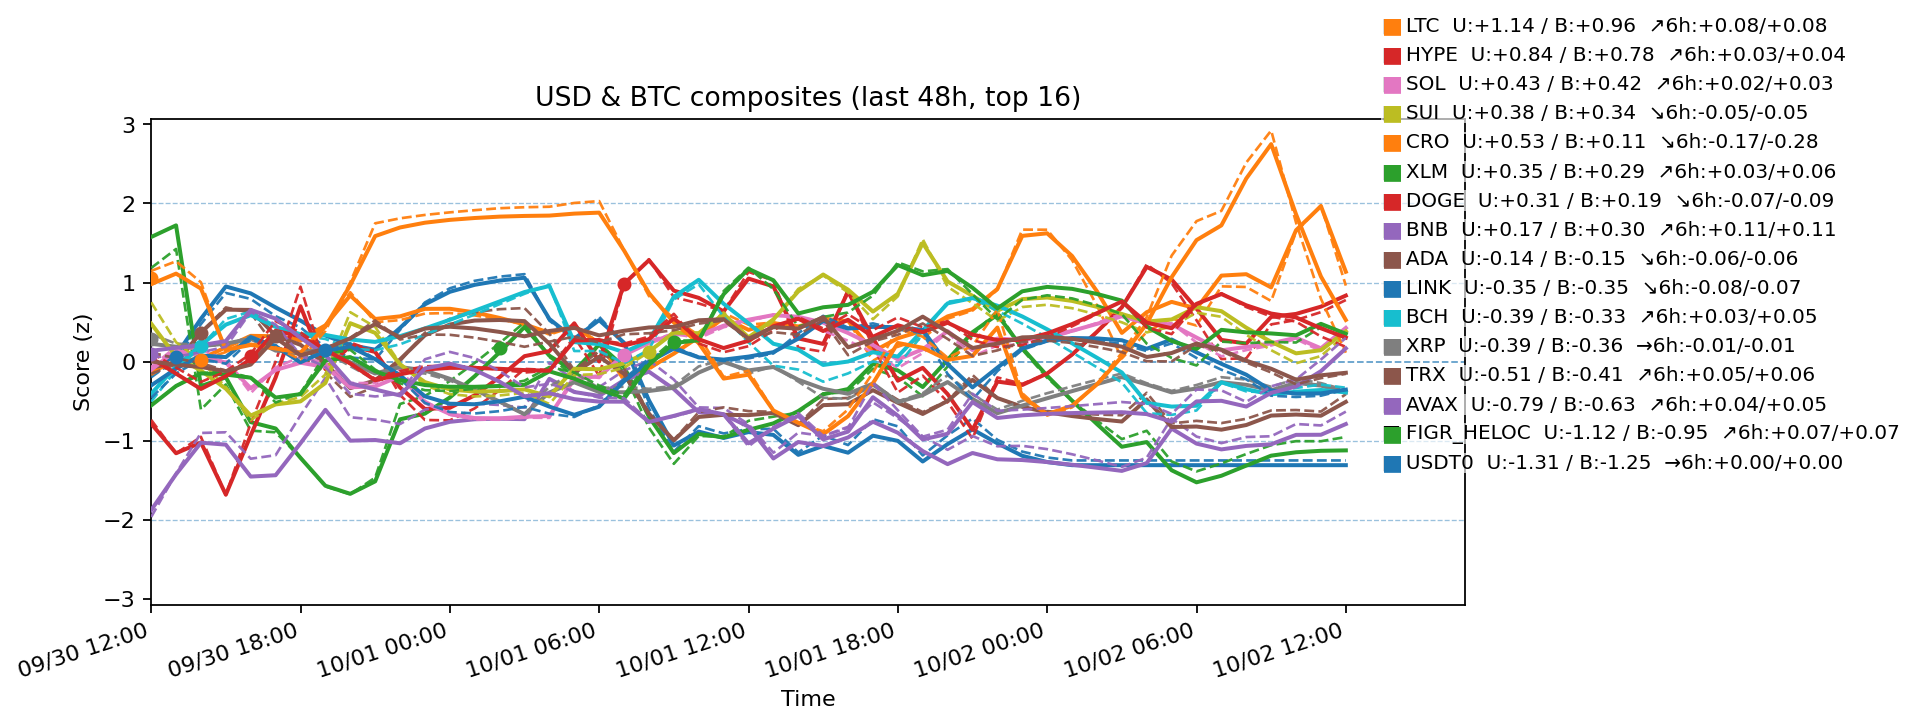 LTC U:+1.14 / B:+0.96 ↗6h:+0.08/+0.08
HYPE U:+0.84 / B:+0.78 ↗6h:+0.03/+0.04
SOL U:+0.43 / B:+0.42 ↗6h:+0.02/+0.03
SUI U:+0.38 / B:+0.34 ↘6h:-0.05/-0.05
CRO U:+0.53 / B:+0.11 ↘6h:-0.17/-0.28
XLM U:+0.35 / B:+0.29 ↗6h:+0.03/+0.06
DOGE U:+0.31 / B:+0.19 ↘6h:-0.07/-0.09
BNB U:+0.17 / B:+0.30 ↗6h:+0.11/+0.11
ADA U:-0.14 / B:-0.15 ↘6h:-0.06/-0.06
LINK U:-0.35 / B:-0.35 ↘6h:-0.08/-0.07
BCH U:-0.39 / B:-0.33 ↗6h:+0.03/+0.05
XRP U:-0.39 / B:-0.36 →6h:-0.01/-0.01
TRX U:-0.51 / B:-0.41 ↗6h:+0.05/+0.06
AVAX U:-0.79 / B:-0.63 ↗6h:+0.04/+0.05
FIGR_HELOC U:-1.12 / B:-0.95 ↗6h:+0.07/+0.07
USDT0 U:-1.31 / B:-1.25 →6h:+0.00/+0.00
USD & BTC composites (last 48h, top 16)
Score (z)
3
2
1
0
−1
−2
−3
09/30 12:00
09/30 18:00
10/01 00:00
10/01 06:00
10/01 12:00
10/01 18:00
10/02 00:00
10/02 06:00
10/02 12:00
Time